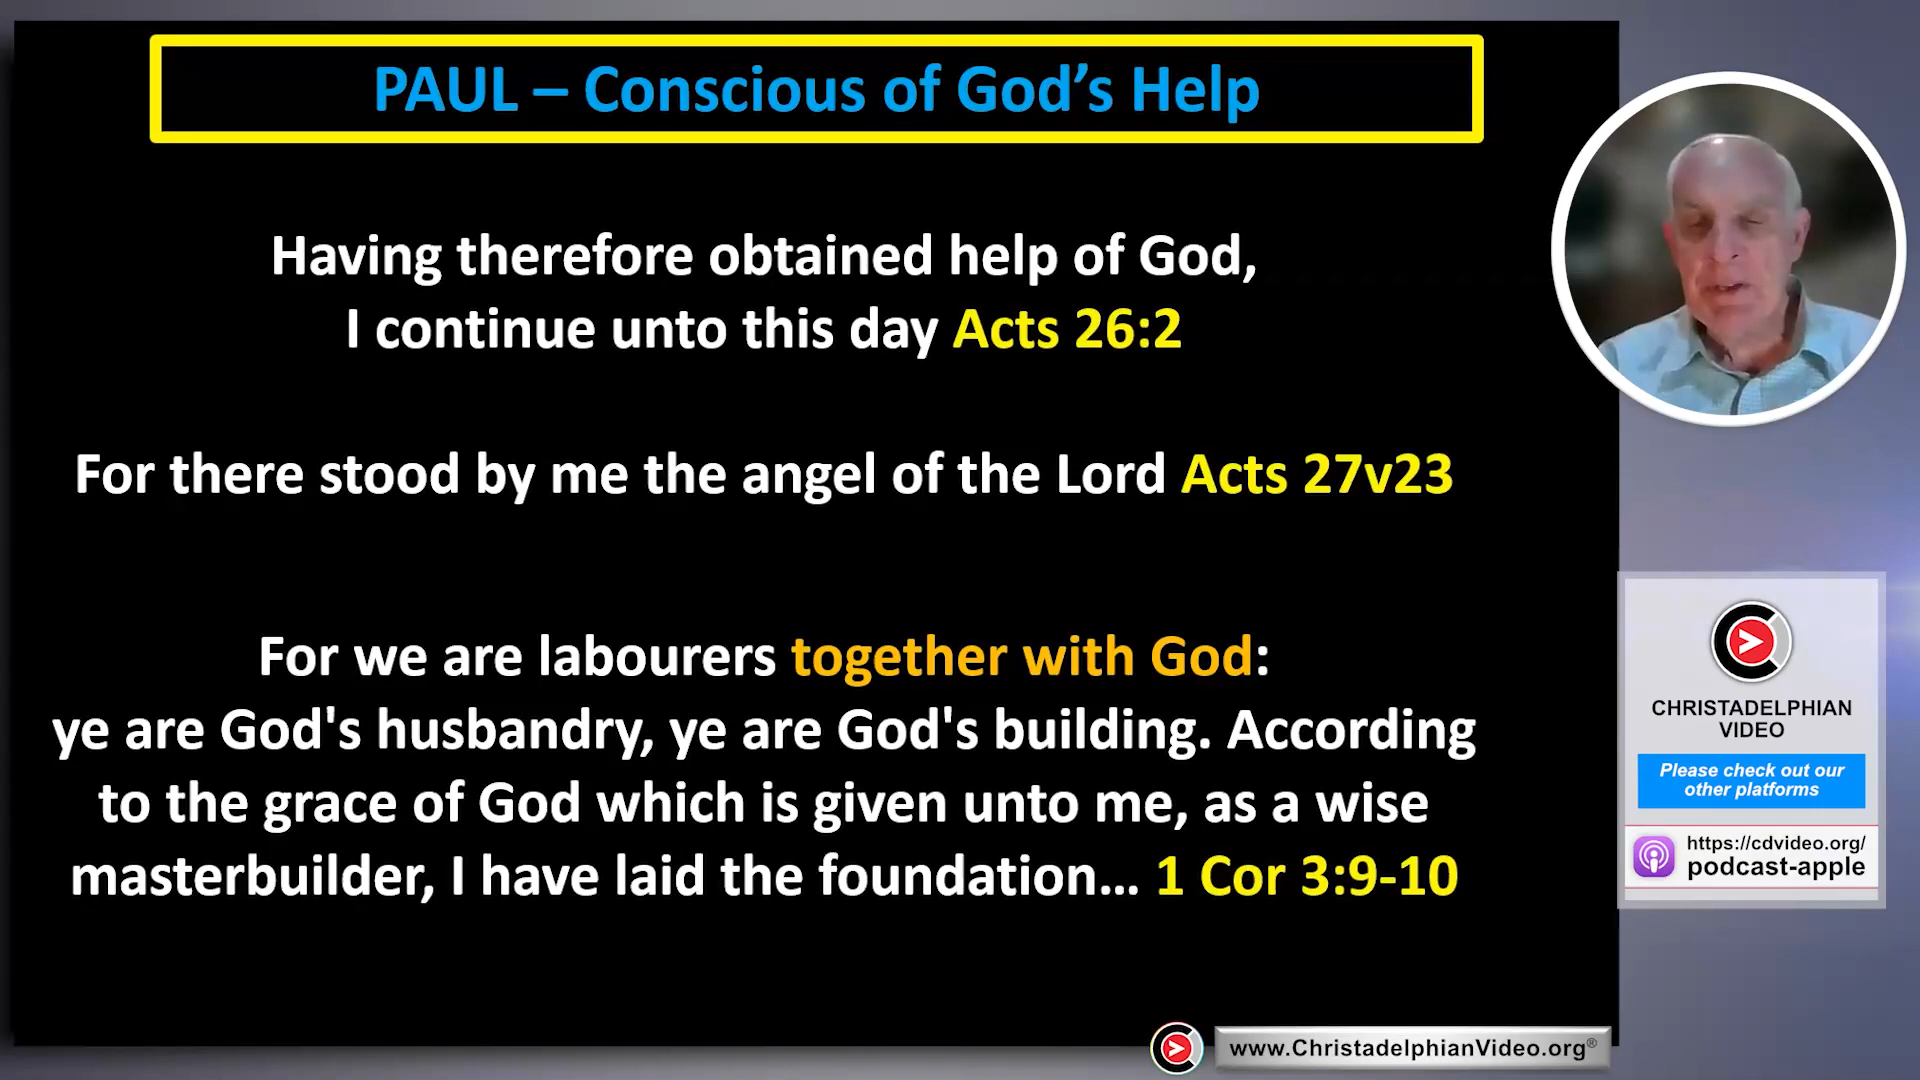 PAUL – Conscious of God’s Help
Having therefore obtained help of God,
I continue unto this day Acts 26:2
For there stood by me the angel of the Lord Acts 27v23
For we are labourers together with God:
ye are God's husbandry, ye are God's building. According
to the grace of God which is given unto me, as a wise
masterbuilder, I have laid the foundation... 1 Cor 3:9-10
CHRISTADELPHIAN
VIDEO
Please check out our
other platforms
https://cdvideo.org/
podcast-apple
www.ChristadelphianVideo.org®